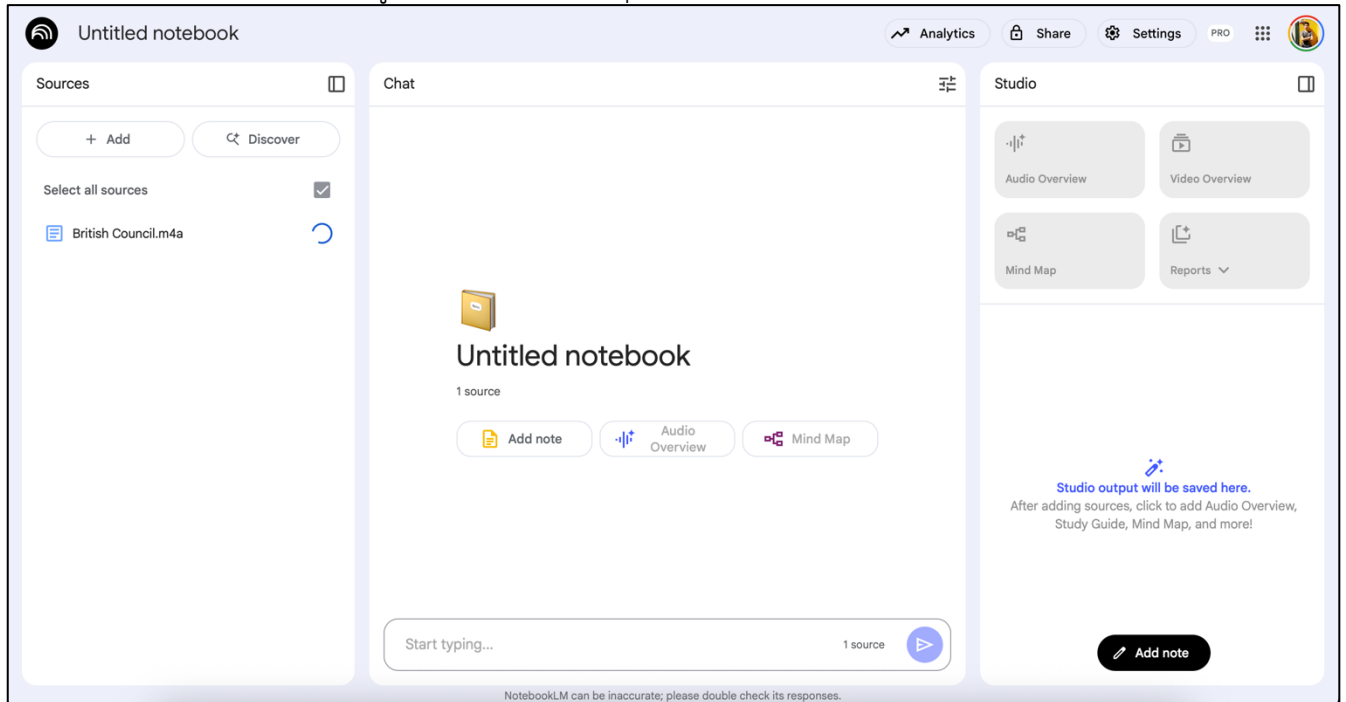 Untitled notebook
Analytics
Share
Settings
PRO
Sources
+ Add
Discover
Select all sources
British Council.m4a
Chat
Untitled notebook
1 source
Add note
Audio
Overview
Mind Map
Start typing...
1 source
NotebookLM can be inaccurate; please double check its responses.
Studio
Audio Overview
Video Overview
Mind Map
Reports
Studio output will be saved here.
After adding sources, click to add Audio Overview,
Study Guide, Mind Map, and more!
Add note